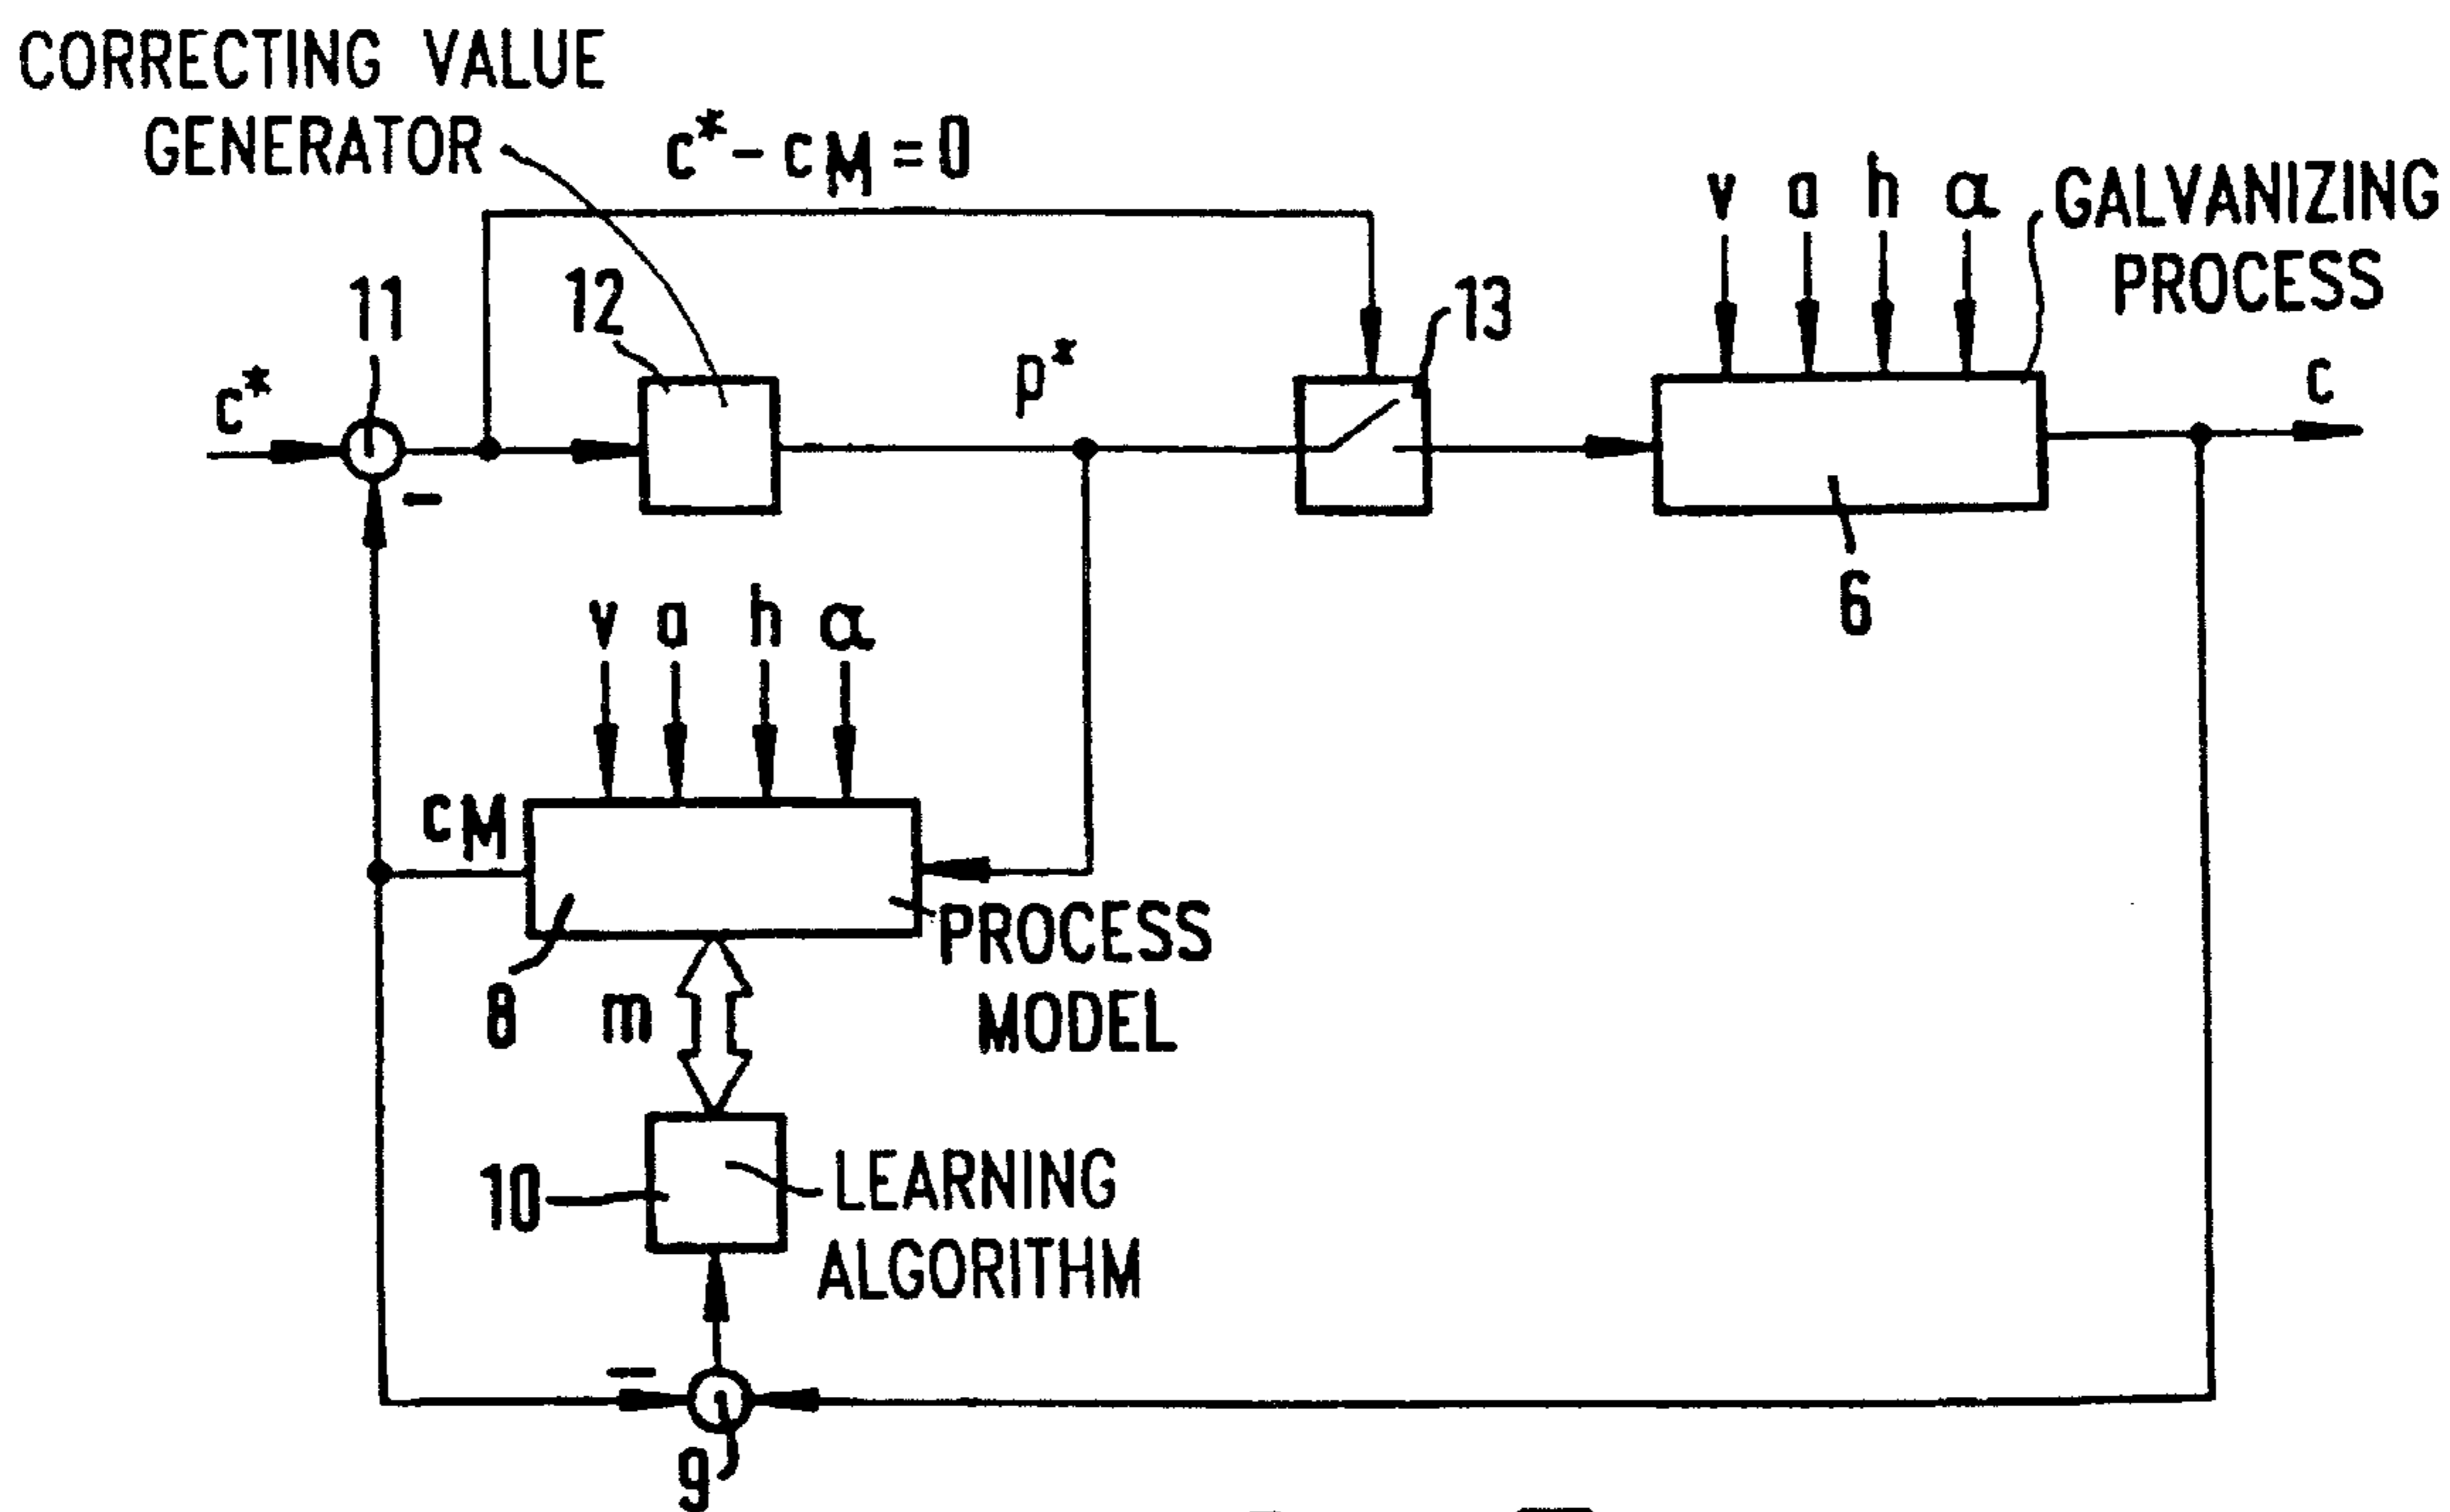 CORRECTING VALUE
GENERATOR
c* - cM = 0
v a h α
GALVANIZING
PROCESS
11
12
13
c*
p*
c
-
6
v a h α
cM
PROCESS
MODEL
8
m
10
LEARNING
ALGORITHM
-
9